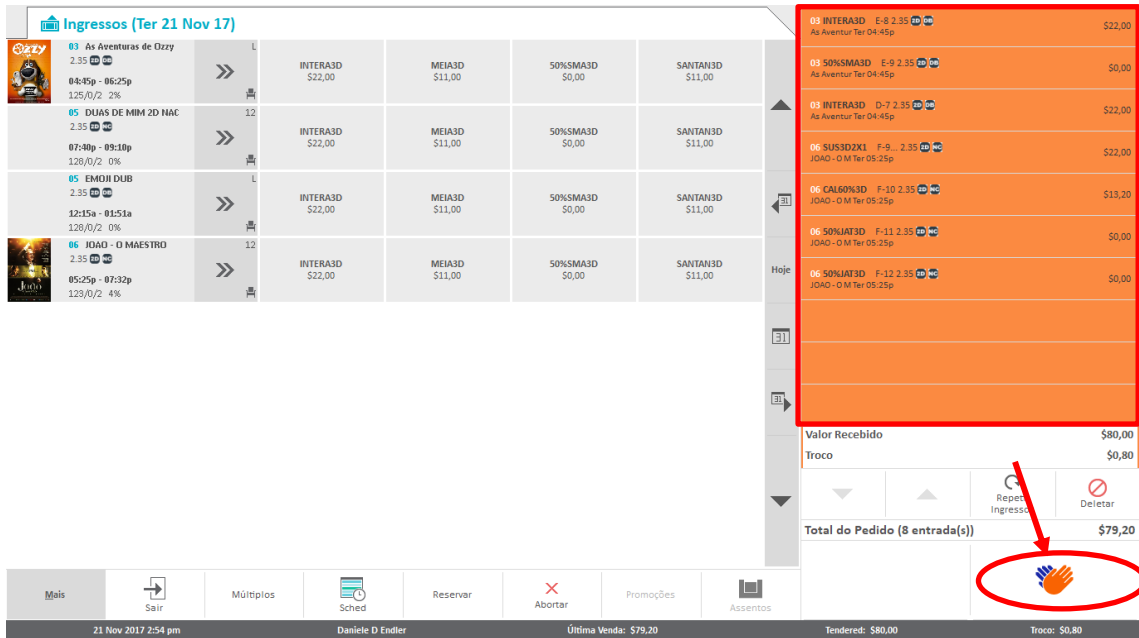 Ingressos (Ter 21 Nov 17)
OZZY
03 As Aventuras de Ozzy L
2.35 2D DB
04:45p - 06:25p
125/0/2 2%
INTERA3D
$22,00
MEIA3D
$11,00
50%SMA3D
$0,00
SANTAN3D
$11,00
05 DUAS DE MIM 2D NAC 12
2.35 2D NC
07:40p - 09:10p
128/0/2 0%
INTERA3D
$22,00
MEIA3D
$11,00
50%SMA3D
$0,00
SANTAN3D
$11,00
05 EMOJI DUB L
2.35 2D DB
12:15a - 01:51a
128/0/2 0%
INTERA3D
$22,00
MEIA3D
$11,00
50%SMA3D
$0,00
SANTAN3D
$11,00
João
06 JOAO - O MAESTRO 12
2.35 2D NC
05:25p - 07:32p
123/0/2 4%
INTERA3D
$22,00
MEIA3D
$11,00
50%SMA3D
$0,00
SANTAN3D
$11,00
31
Hoje
31
31
03 INTERA3D E-8 2.35 2D DB $22,00
As Aventur Ter 04:45p
03 50%SMA3D E-9 2.35 2D DB $0,00
As Aventur Ter 04:45p
03 INTERA3D D-7 2.35 2D DB $22,00
As Aventur Ter 04:45p
06 SUS3D2X1 F-9... 2.35 2D NC $22,00
JOAO - O M Ter 05:25p
06 CAL60%3D F-10 2.35 2D NC $13,20
JOAO - O M Ter 05:25p
06 50%JAT3D F-11 2.35 2D NC $0,00
JOAO - O M Ter 05:25p
06 50%JAT3D F-12 2.35 2D NC $0,00
JOAO - O M Ter 05:25p
Valor Recebido $80,00
Troco $0,80
Repetir
Ingresso
Deletar
Total do Pedido (8 entrada(s)) $79,20
Mais
Sair
Múltiplos
Sched
Reservar
Abortar
Promoções
Assentos
21 Nov 2017 2:54 pm Daniele D Endler Última Venda: $79,20 Tendered: $80,00 Troco: $0,80